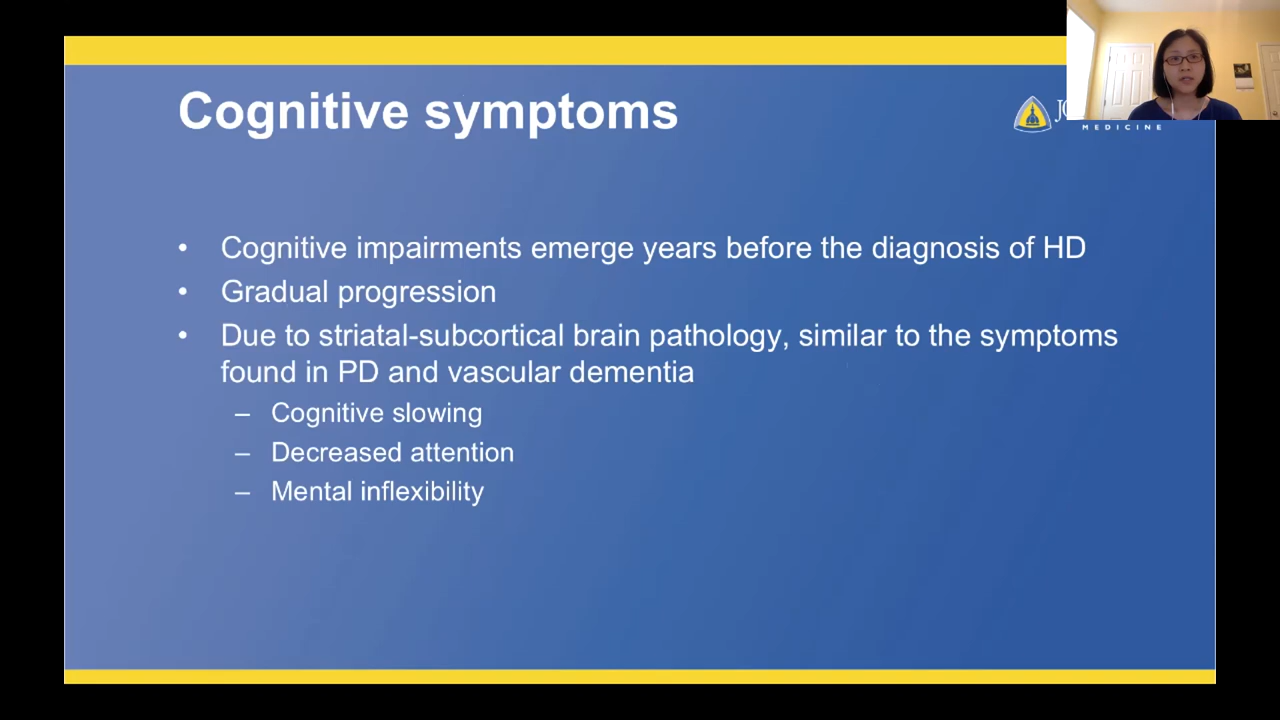 Cognitive symptoms
MEDICINE
• Cognitive impairments emerge years before the diagnosis of HD
• Gradual progression
• Due to striatal-subcortical brain pathology, similar to the symptoms
found in PD and vascular dementia
– Cognitive slowing
– Decreased attention
– Mental inflexibility